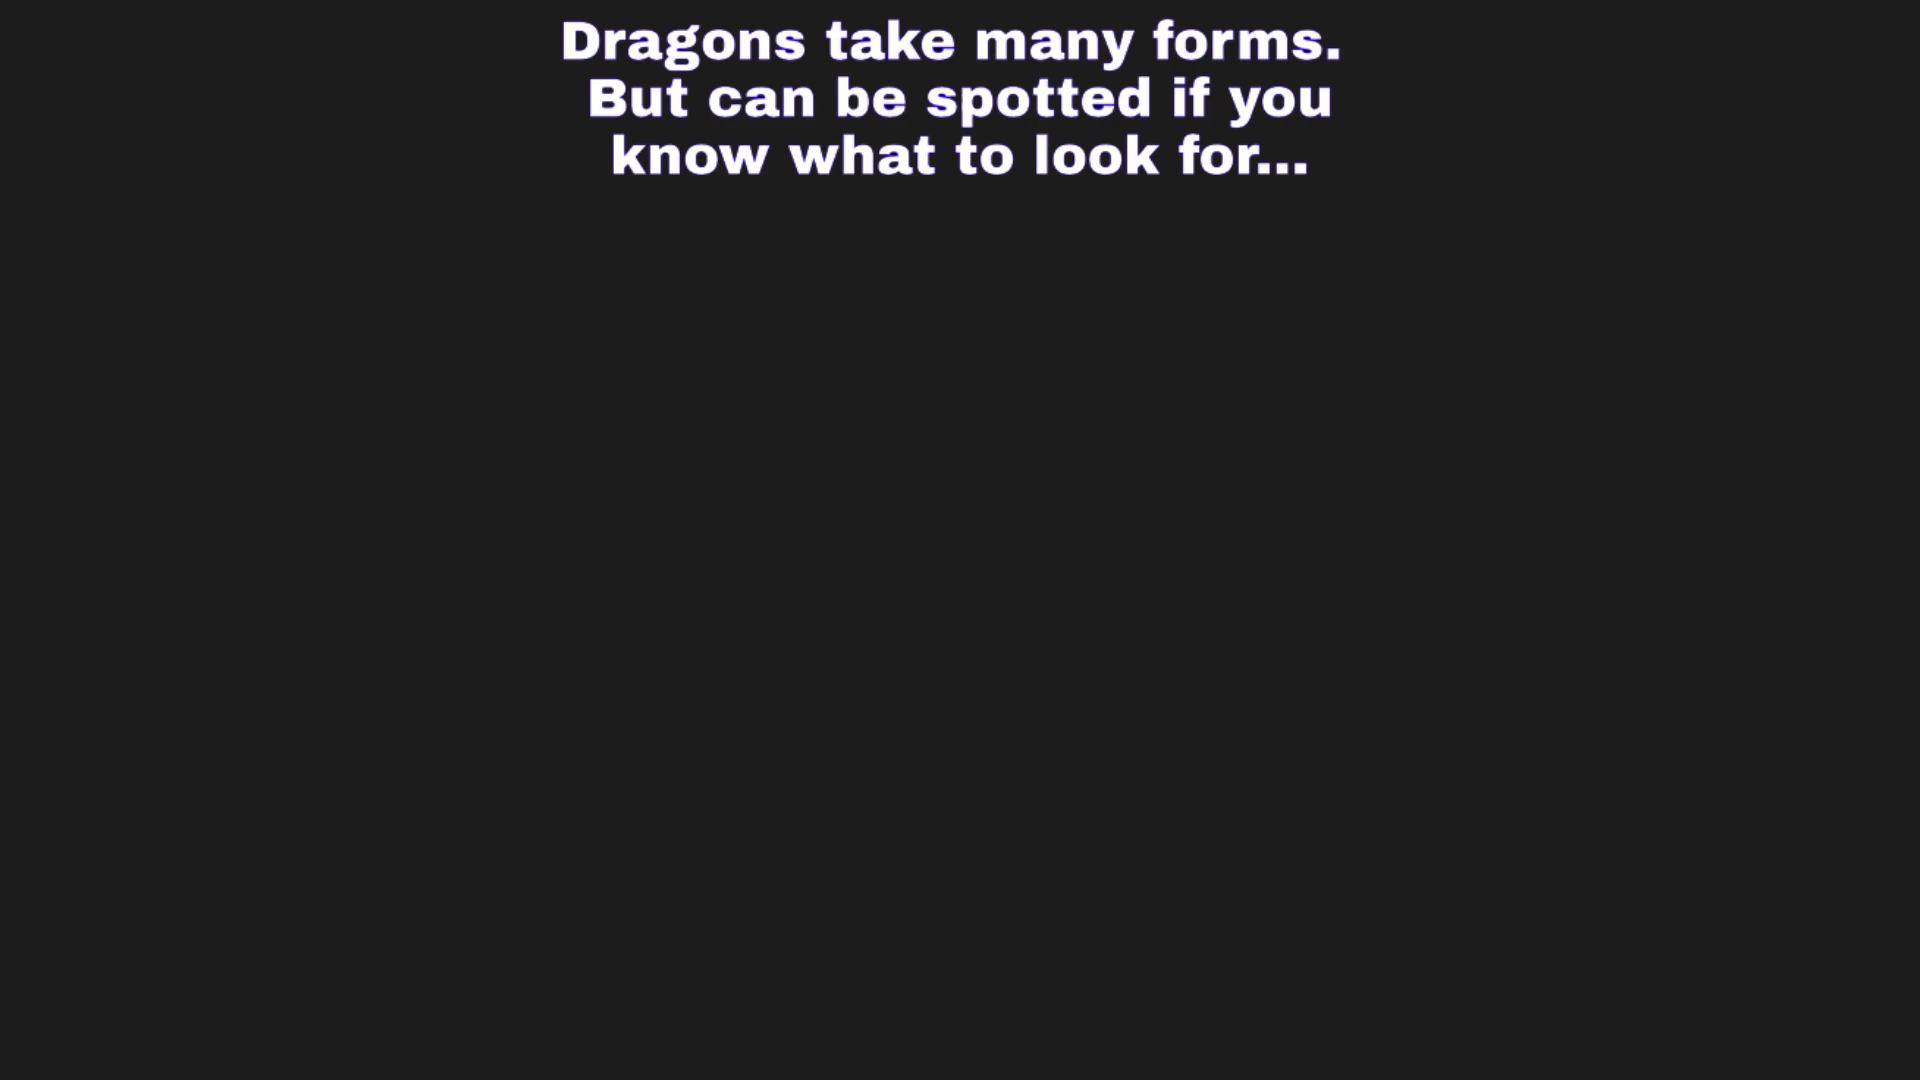 Dragons take many forms.
But can be spotted if you
know what to look for...